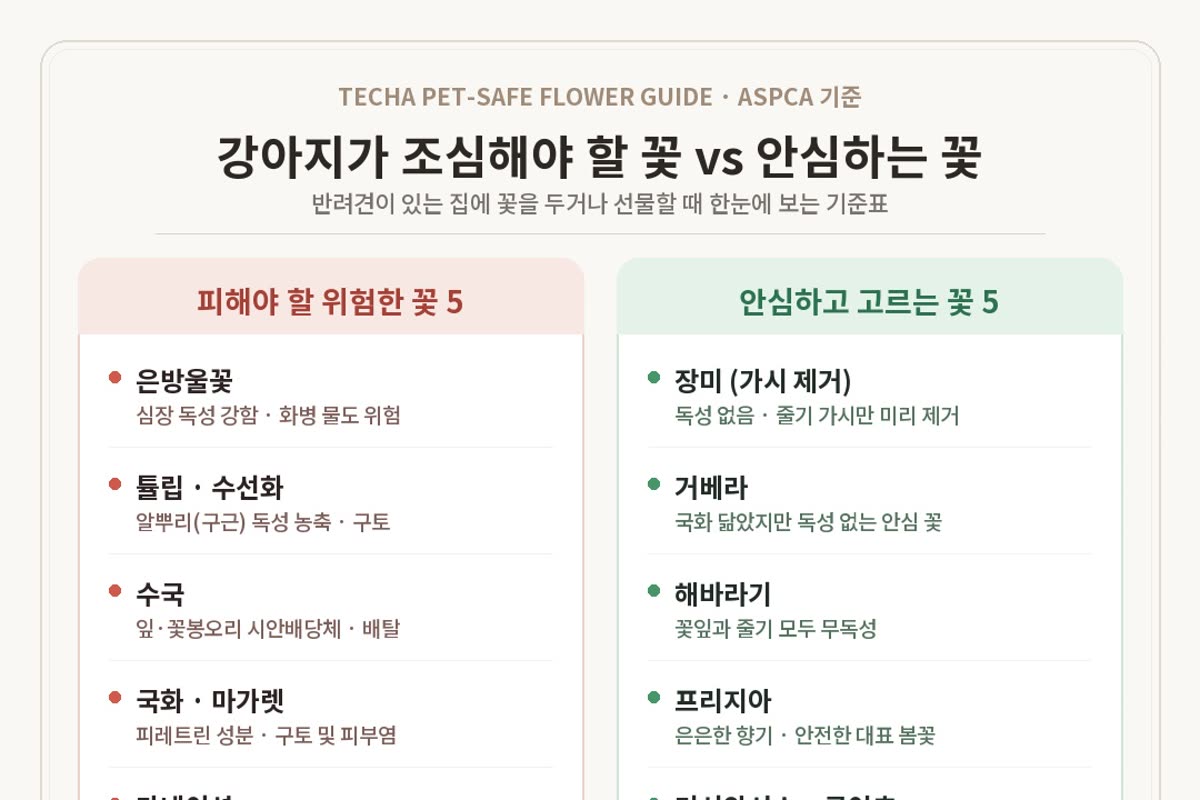 TECHA PET-SAFE FLOWER GUIDE · ASPCA 기준
강아지가 조심해야 할 꽃 vs 안심하는 꽃
반려견이 있는 집에 꽃을 두거나 선물할 때 한눈에 보는 기준표
피해야 할 위험한 꽃 5
은방울꽃
심장 독성 강함 · 화병 물도 위험
튤립 · 수선화
알뿌리(구근) 독성 농축 · 구토
수국
잎·꽃봉오리 시안배당체 · 배탈
국화 · 마가렛
피레트린 성분 · 구토 및 피부염
안심하고 고르는 꽃 5
장미 (가시 제거)
독성 없음 · 줄기 가시만 미리 제거
거베라
국화 닮았지만 독성 없는 안심 꽃
해바라기
꽃잎과 줄기 모두 무독성
프리지아
은은한 향기 · 안전한 대표 봄꽃